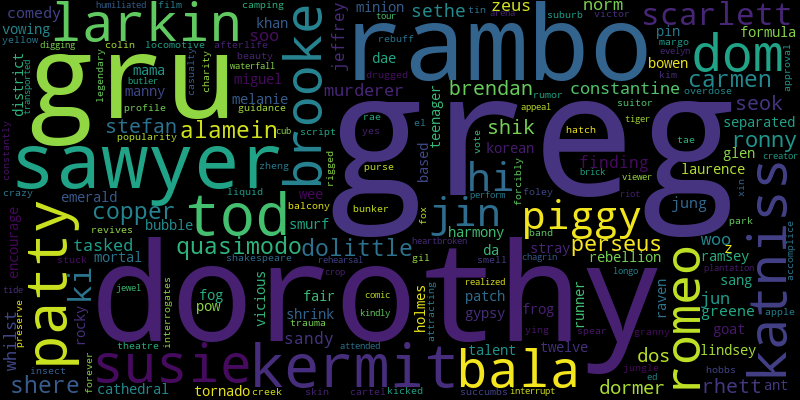 humiliated film camping minion sethe zeus norm scarlett
comedy larkin khan tour tin suburb victor
vowing soo jeffrey rebuff rambo pin margo formula
yellow digging colin locomotive afterlife brooke dae arena evelyn approval
gru mama beauty murderer drugged bowen kim dom
district butler waterfall miguel brendan rumor constantine overdose carmen
transported legendary manny casualty charity melanie greg suitor tiger seok
constantly profile guidance teenager appeal separated creator
stefan popularity alamein cub script rae el shik hatch glen ronny
sawyer zheng rigged yes based korean vote finding tae laurence viewer
crazy liquid purse hi forcibly foley brick riot xin
patty emerald wee balcony jin perform piggy jung katniss
copper tod bunker fox harmony band perseus woo park
encourage revives bubble smurf shakespeare rehearsal heartbroken da stray rebellion z accomplice
tasked quasimodo dolittle gil smell chagrin longo ramsey
stuck mortal dorothy crop realized romeo raven sang plantation
tide ki jewel fog fair vicious comic patch frog runner jun apple
preserve rocky interrogates pow shrink kindly holmes attracting gypsy ying spear granny greene goat
whilst theatre trauma sandy attended talent twelve dos lindsey
insect susie forever kermit bala jungle ed hobbs
shere cathedral tornado creek skin cartel kicked succumbs interrupt dormer rhett ant